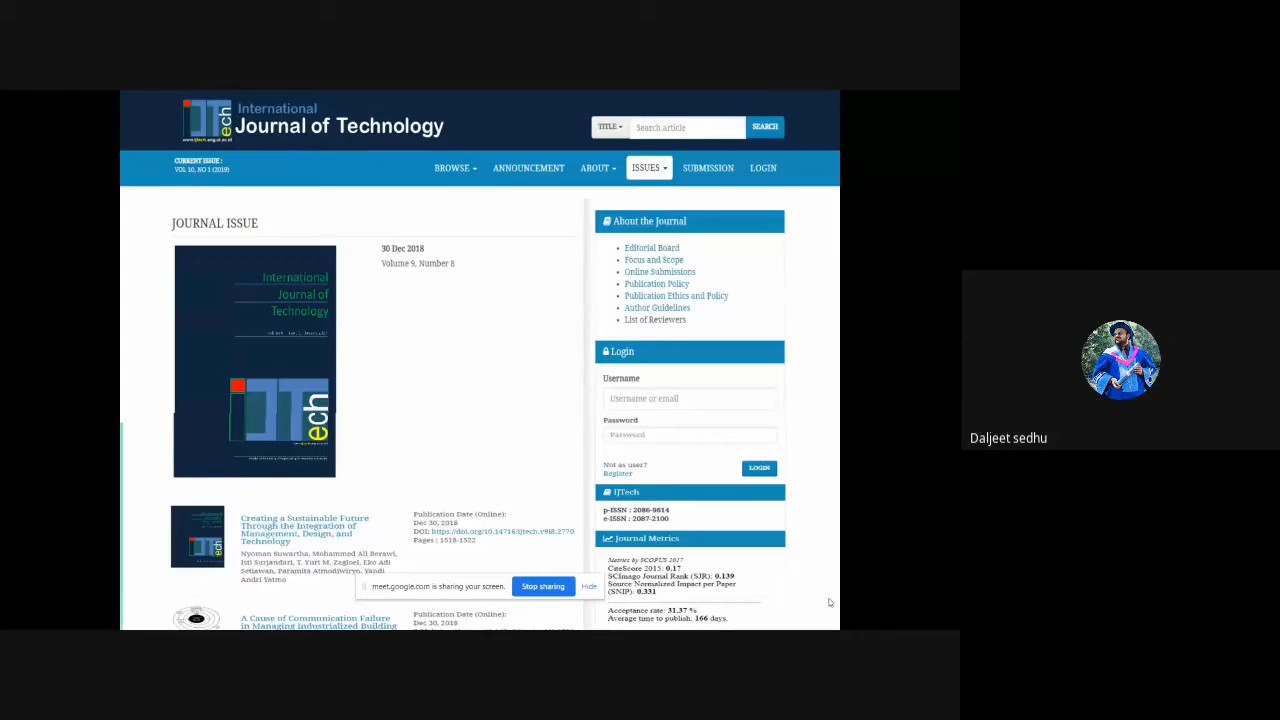 International
Journal of Technology
www.ijtech.eng.ui.ac.id
TITLE
Search article
SEARCH
CURRENT ISSUE :
VOL 10, NO 1 (2019)
BROWSE
ANNOUNCEMENT
ABOUT
ISSUES
SUBMISSION
LOGIN
JOURNAL ISSUE
30 Dec 2018
Volume 9, Number 8
International
Journal of
Technology
IJTech
About the Journal
Editorial Board
Focus and Scope
Online Submissions
Publication Policy
Publication Ethics and Policy
Author Guidelines
List of Reviewers
Login
Username
Username or email
Password
Password
Not as user?
Register
LOGIN
IJTech
p-ISSN : 2086-9614
e-ISSN : 2087-2100
Journal Metrics
Metrics by SCOPUS 2017
CiteScore 2015: 0.17
SCImago Journal Rank (SJR): 0.139
Source Normalized Impact per Paper
(SNIP): 0.331
Acceptance rate: 31.37 %
Average time to publish: 166 days.
Creating a Sustainable Future
Through the Integration of
Management, Design, and
Technology
Nyoman Suwartha, Mohammed Ali Berawi,
Isti Surjandari, T. Yuri M. Zagloel, Eko Adi
Setiawan, Paramita Atmodiwirjo, Yandi
Andri Yatmo
Publication Date (Online):
Dec 30, 2018
DOI: https://doi.org/10.14716/ijtech.v9i8.2770
Pages : 1518-1522
meet.google.com is sharing your screen.
Stop sharing
Hide
A Cause of Communication Failure
in Managing Industrialized Building
Publication Date (Online):
Dec 30, 2018
Daljeet sedhu